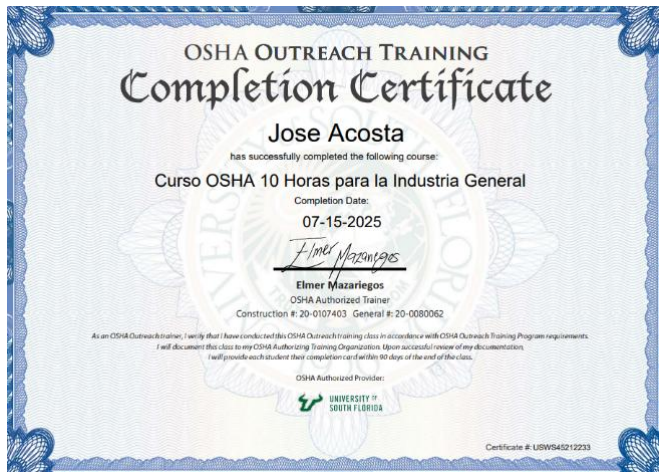 OSHA OUTREACH TRAINING
Completion Certificate
Jose Acosta
has successfully completed the following course:
Curso OSHA 10 Horas para la Industria General
Completion Date:
07-15-2025
Elmer Mazariegos
Elmer Mazariegos
OSHA Authorized Trainer
Construction #: 20-0107403 General #: 20-0080062
As an OSHA Outreach trainer, I verify that I have conducted this OSHA Outreach training class in accordance with OSHA Outreach Training Program requirements.
I will document this class to my OSHA Authorizing Training Organization. Upon successful review of my documentation,
I will provide each student their completion card within 90 days of the end of the class.
OSHA Authorized Provider:
UNIVERSITY OF
SOUTH FLORIDA
Certificate #: USWS45212233